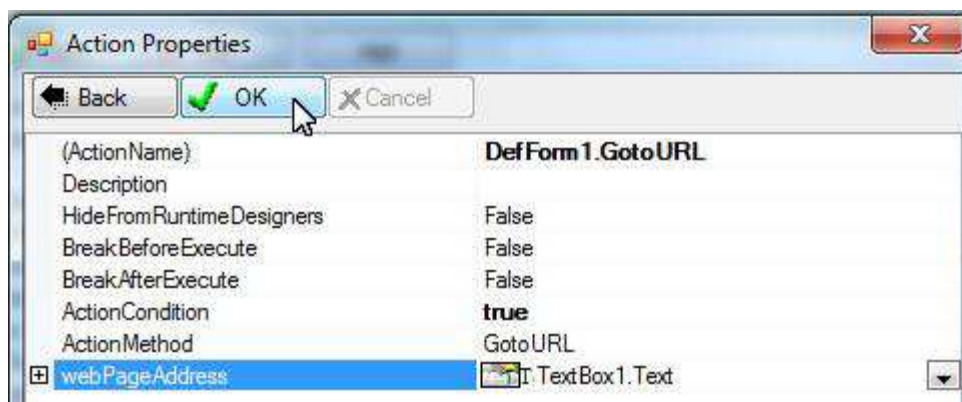 Action Properties
Back OK Cancel
(ActionName) DefForm1.GotoURL
Description
HideFromRuntimeDesigners False
BreakBeforeExecute False
BreakAfterExecute False
ActionCondition true
ActionMethod GotoURL
webPageAddress TextBox1.Text